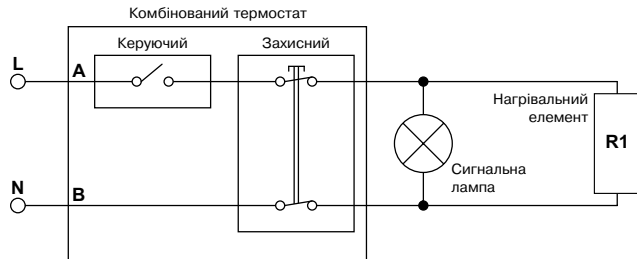 Комбінований термостат
Керуючий
Захисний
L
A
Нагрівальний
елемент
R1
Сигнальна
лампа
N
B